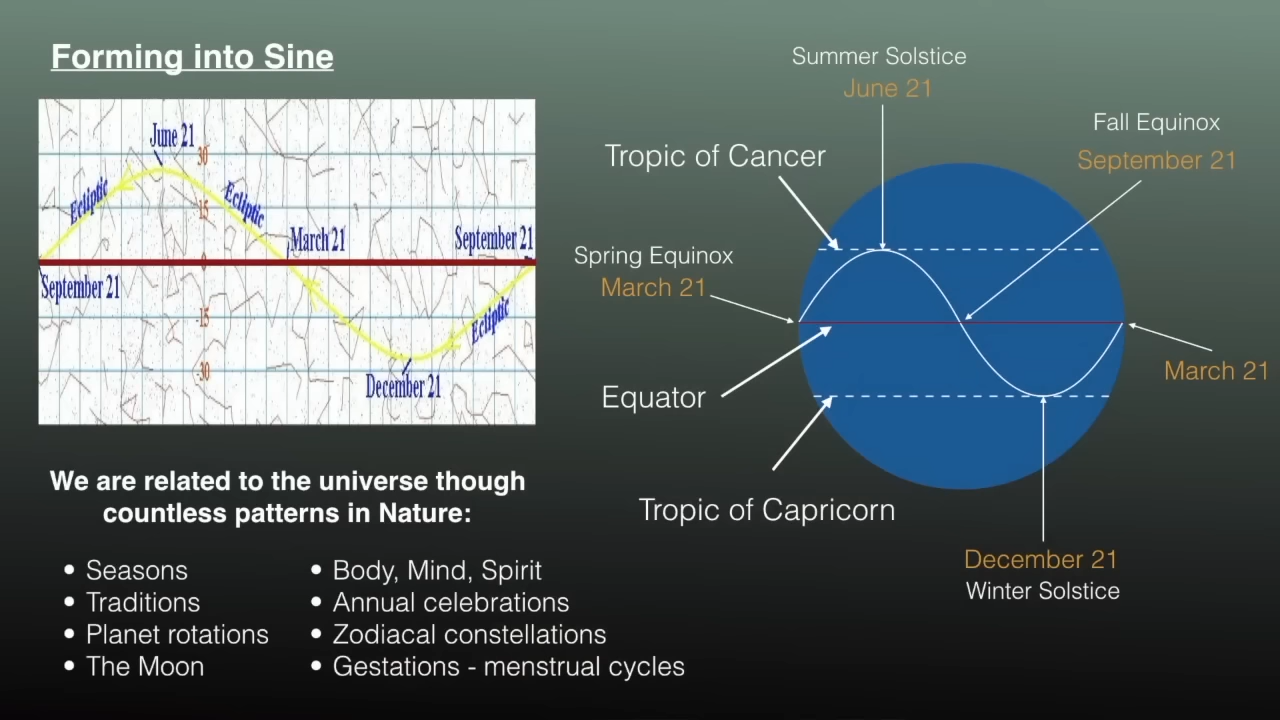 Forming into Sine
June 21
30
Ecliptic
Ecliptic
15
March 21
September 21
0
September 21
-15
Ecliptic
-30
December 21
We are related to the universe though
countless patterns in Nature:
Seasons
Traditions
Planet rotations
The Moon
Body, Mind, Spirit
Annual celebrations
Zodiacal constellations
Gestations - menstrual cycles
Summer Solstice
June 21
Fall Equinox
September 21
Tropic of Cancer
Spring Equinox
March 21
March 21
Equator
Tropic of Capricorn
December 21
Winter Solstice